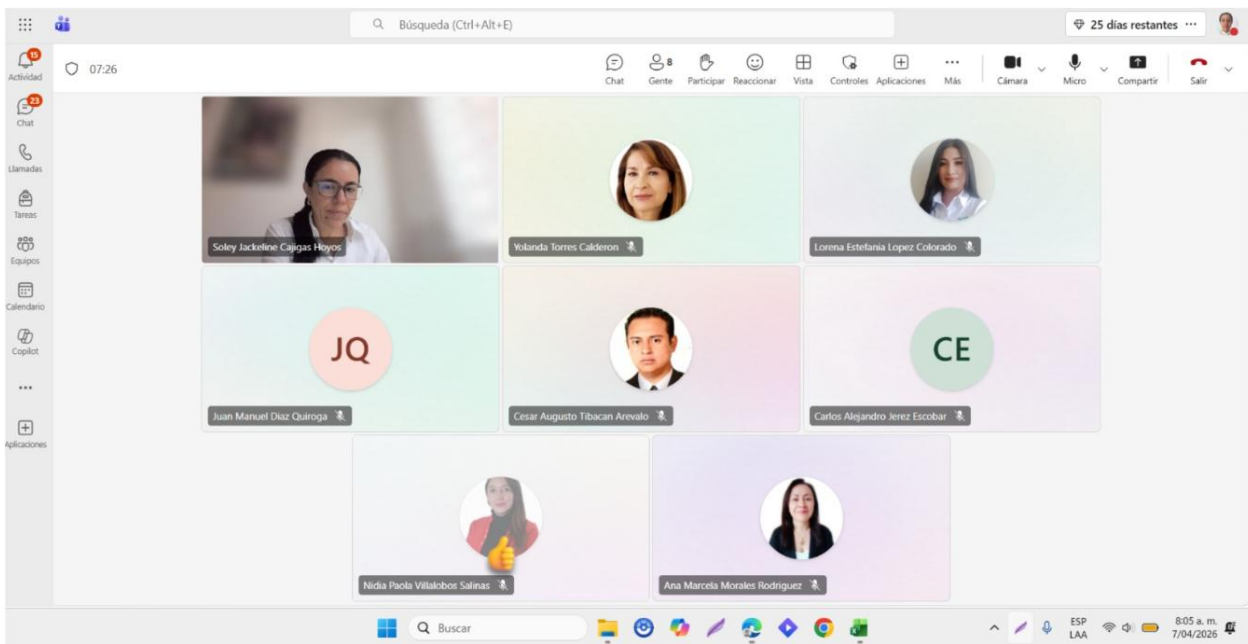 Búsqueda (Ctrl+Alt+E)
25 días restantes
15
Actividad
07:26
Chat
8
Gente
Participar
Reaccionar
Vista
Controles
Aplicaciones
Más
Cámara
Micro
Compartir
Salir
23
Chat
Llamadas
Tareas
Equipos
Calendario
Copilot
Aplicaciones
Soley Jackeline Cajigas Hoyos
Yolanda Torres Calderon
Lorena Estefania Lopez Colorado
JQ
CE
Juan Manuel Diaz Quiroga
Cesar Augusto Tibacan Arevalo
Carlos Alejandro Jerez Escobar
Nidia Paola Villalobos Salinas
Ana Marcela Morales Rodriguez
Buscar
ESP
LAA
8:05 a. m.
7/04/2026